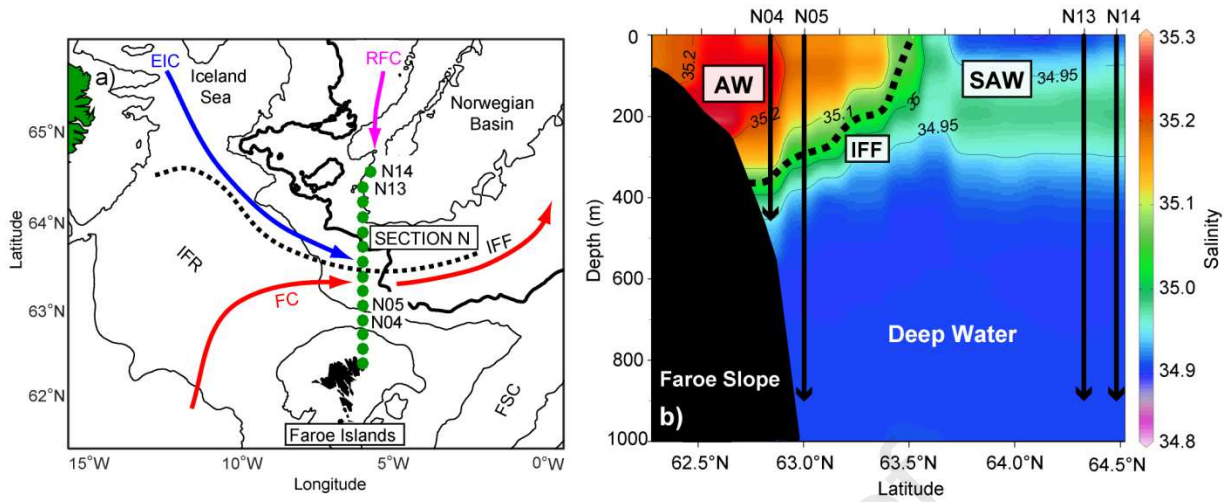 a)
EIC
Iceland
Sea
RFC
Norwegian
Basin
65°N
N14
N13
64°N
SECTION N
IFR
IFF
FC
63°N
N05
N04
62°N
FSC
Faroe Islands
15°W
10°W
5°W
0°W
Latitude
Longitude
N04 N05 N13 N14
0
200
400
600
800
1000
Depth (m)
35.2
AW
35.2
35.1
IFF
SAW
34.95
34.95
Deep Water
Faroe Slope
b)
62.5°N
63.0°N
63.5°N
64.0°N
64.5°N
Latitude
35.3
35.2
35.1
35.0
34.9
34.8
Salinity